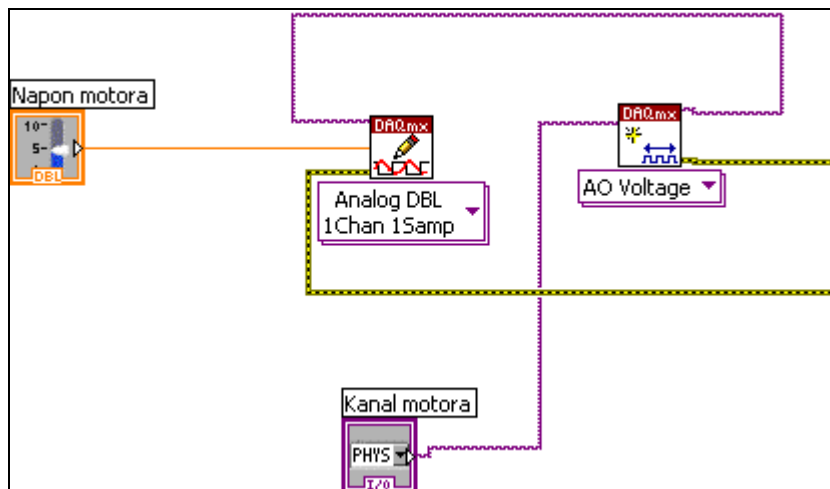 Napon motora
10-
5-
DBL
DAQmx
Analog DBL
1Chan 1Samp
DAQmx
AO Voltage
Kanal motora
PHYS
I/O